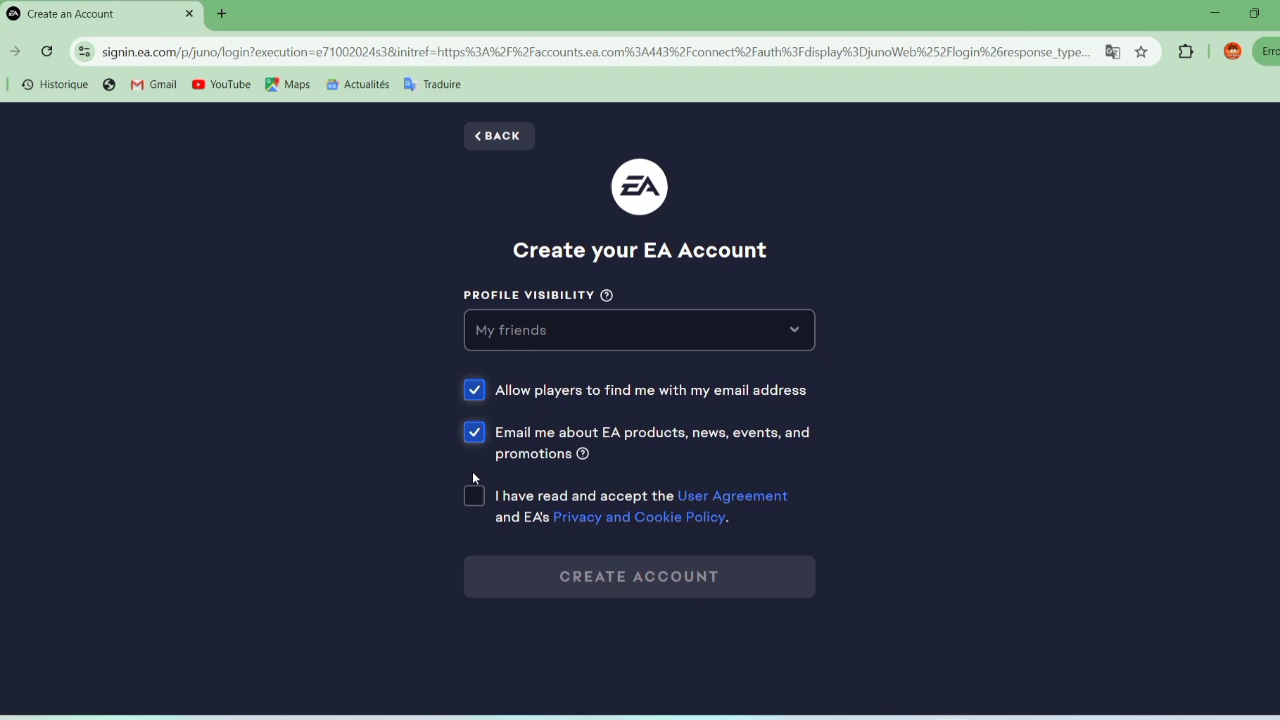 Create an Account
signin.ea.com/p/juno/login?execution=e71002024s3&initref=https%3A%2F%2Faccounts.ea.com%3A443%2Fconnect%2Fauth%3Fdisplay%3DjunoWeb%252Flogin%26response_type...
Erro
Historique Gmail YouTube Maps Actualités Traduire
BACK
EA
Create your EA Account
PROFILE VISIBILITY ?
My friends
Allow players to find me with my email address
Email me about EA products, news, events, and
promotions ?
I have read and accept the User Agreement
and EA's Privacy and Cookie Policy.
CREATE ACCOUNT